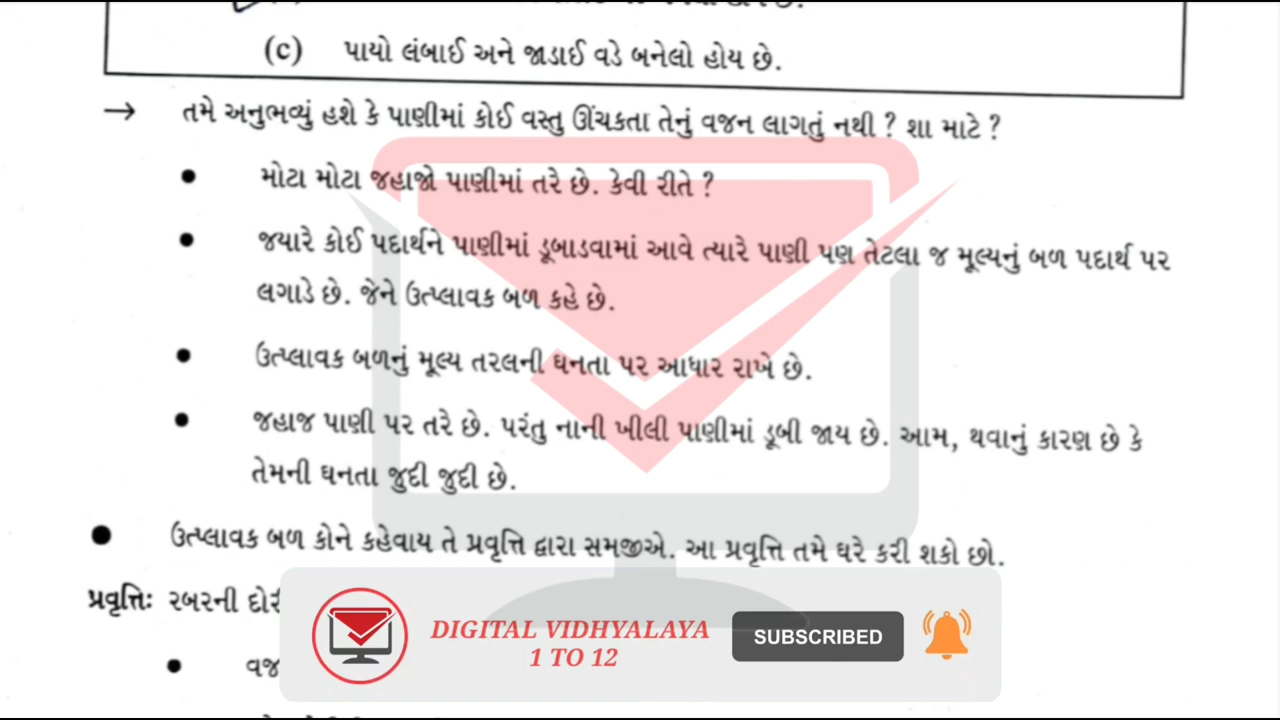 (c) પાયો લંબાઈ અને જાડાઈ વડે બનેલો હોય છે.
→ તમે અનુભવ્યું હશે કે પાણીમાં કોઈ વસ્તુ ઊંચકતા તેનું વજન લાગતું નથી ? શા માટે ?
● મોટા મોટા જહાજો પાણીમાં તરે છે. કેવી રીતે ?
● જયારે કોઈ પદાર્થને પાણીમાં ડૂબાડવામાં આવે ત્યારે પાણી પણ તેટલા જ મૂલ્યનું બળ પદાર્થ પર
લગાડે છે. જેને ઉત્પ્લાવક બળ કહે છે.
● ઉત્પ્લાવક બળનું મૂલ્ય તરલની ઘનતા પર આધાર રાખે છે.
● જહાજ પાણી પર તરે છે. પરંતુ નાની ખીલી પાણીમાં ડૂબી જાય છે. આમ, થવાનું કારણ છે કે
તેમની ઘનતા જુદી જુદી છે.
● ઉત્પ્લાવક બળ કોને કહેવાય તે પ્રવૃત્તિ દ્વારા સમજીએ. આ પ્રવૃત્તિ તમે ઘરે કરી શકો છો.
પ્રવૃત્તિઃ રબરની
DIGITAL VIDHYALAYA
1 TO 12
SUBSCRIBED